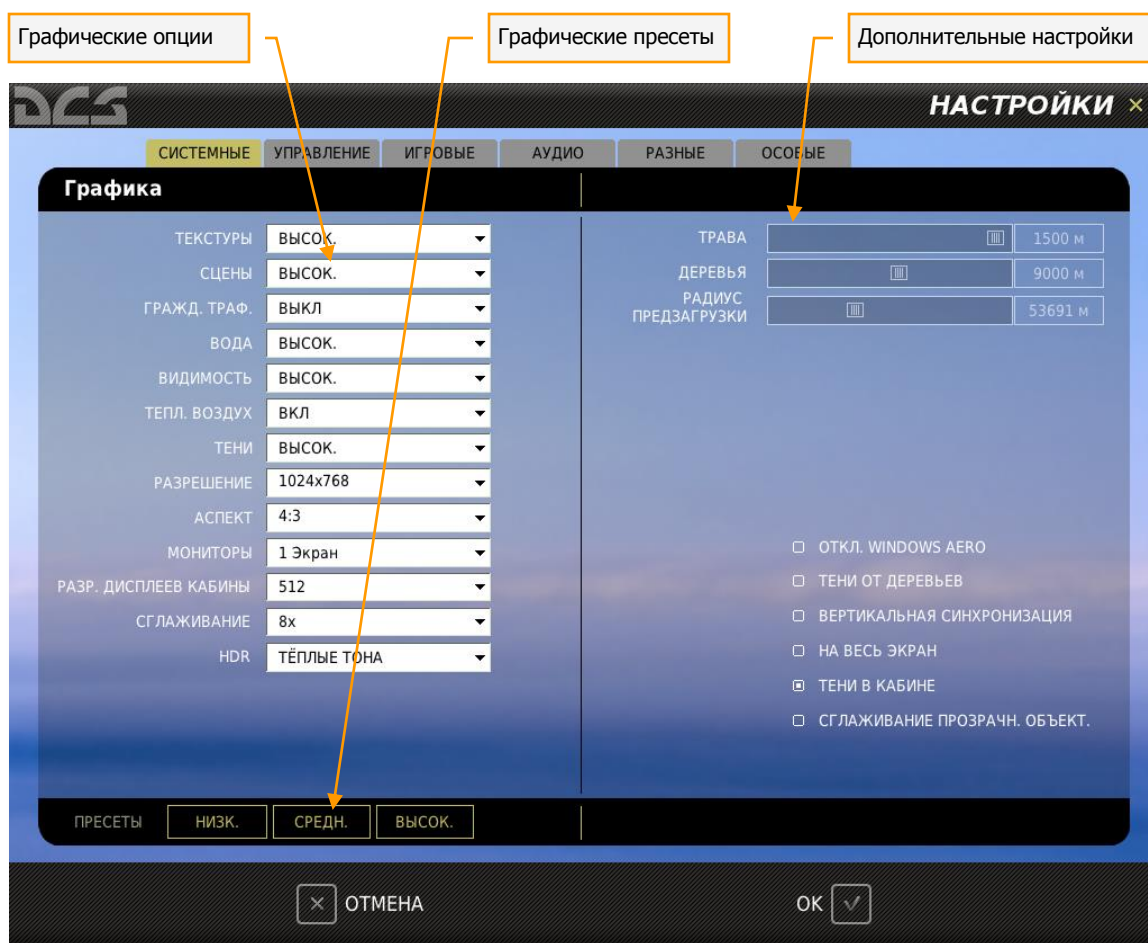 Графические опции
Графические пресеты
Дополнительные настройки
DCS
НАСТРОЙКИ ×
СИСТЕМНЫЕ УПРАВЛЕНИЕ ИГРОВЫЕ АУДИО РАЗНЫЕ ОСОБЫЕ
Графика
ТЕКСТУРЫ ВЫСОК.
СЦЕНЫ ВЫСОК.
ГРАЖД. ТРАФ. ВЫКЛ
ВОДА ВЫСОК.
ВИДИМОСТЬ ВЫСОК.
ТЕПЛ. ВОЗДУХ ВКЛ
ТЕНИ ВЫСОК.
РАЗРЕШЕНИЕ 1024x768
АСПЕКТ 4:3
МОНИТОРЫ 1 Экран
РАЗР. ДИСПЛЕЕВ КАБИНЫ 512
СГЛАЖИВАНИЕ 8x
HDR ТЁПЛЫЕ ТОНА
ТРАВА 1500 м
ДЕРЕВЬЯ 9000 м
РАДИУС
ПРЕДЗАГРУЗКИ 53691 м
ОТКЛ. WINDOWS AERO
ТЕНИ ОТ ДЕРЕВЬЕВ
ВЕРТИКАЛЬНАЯ СИНХРОНИЗАЦИЯ
НА ВЕСЬ ЭКРАН
ТЕНИ В КАБИНЕ
СГЛАЖИВАНИЕ ПРОЗРАЧН. ОБЪЕКТ.
ПРЕСЕТЫ НИЗК. СРЕДН. ВЫСОК.
ОТМЕНА
OK